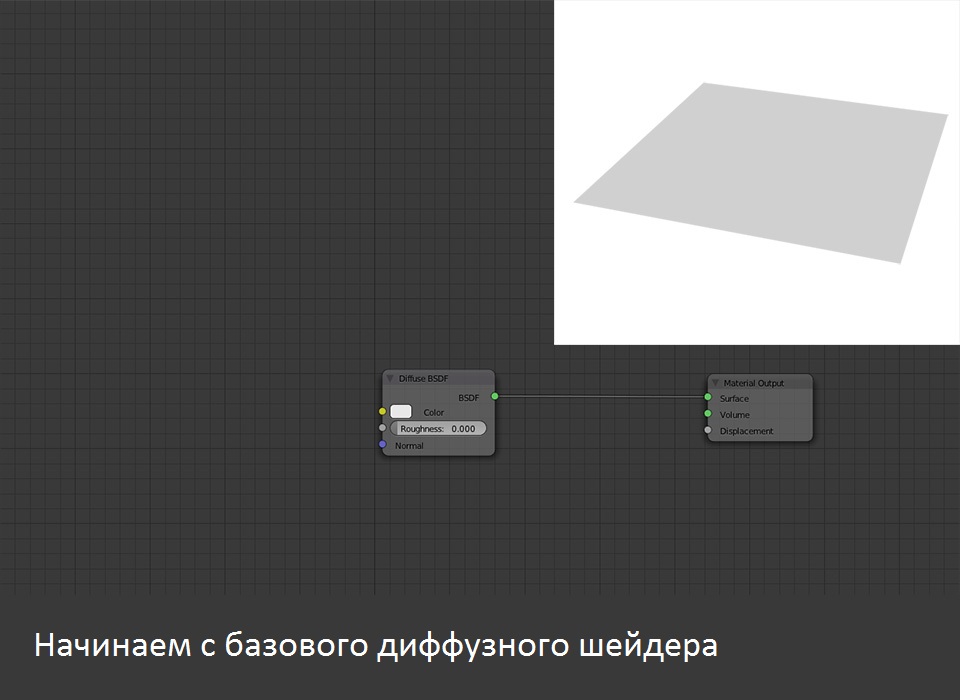 Diffuse BSDF
BSDF
Color
Roughness: 0.000
Normal
Material Output
Surface
Volume
Displacement
Начинаем с базового диффузного шейдера